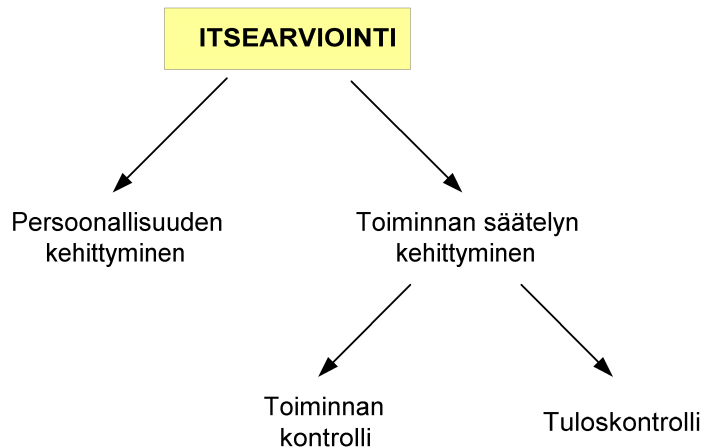 ITSEARVIOINTI
Persoonallisuuden
kehittyminen
Toiminnan säätelyn
kehittyminen
Toiminnan
kontrolli
Tuloskontrolli